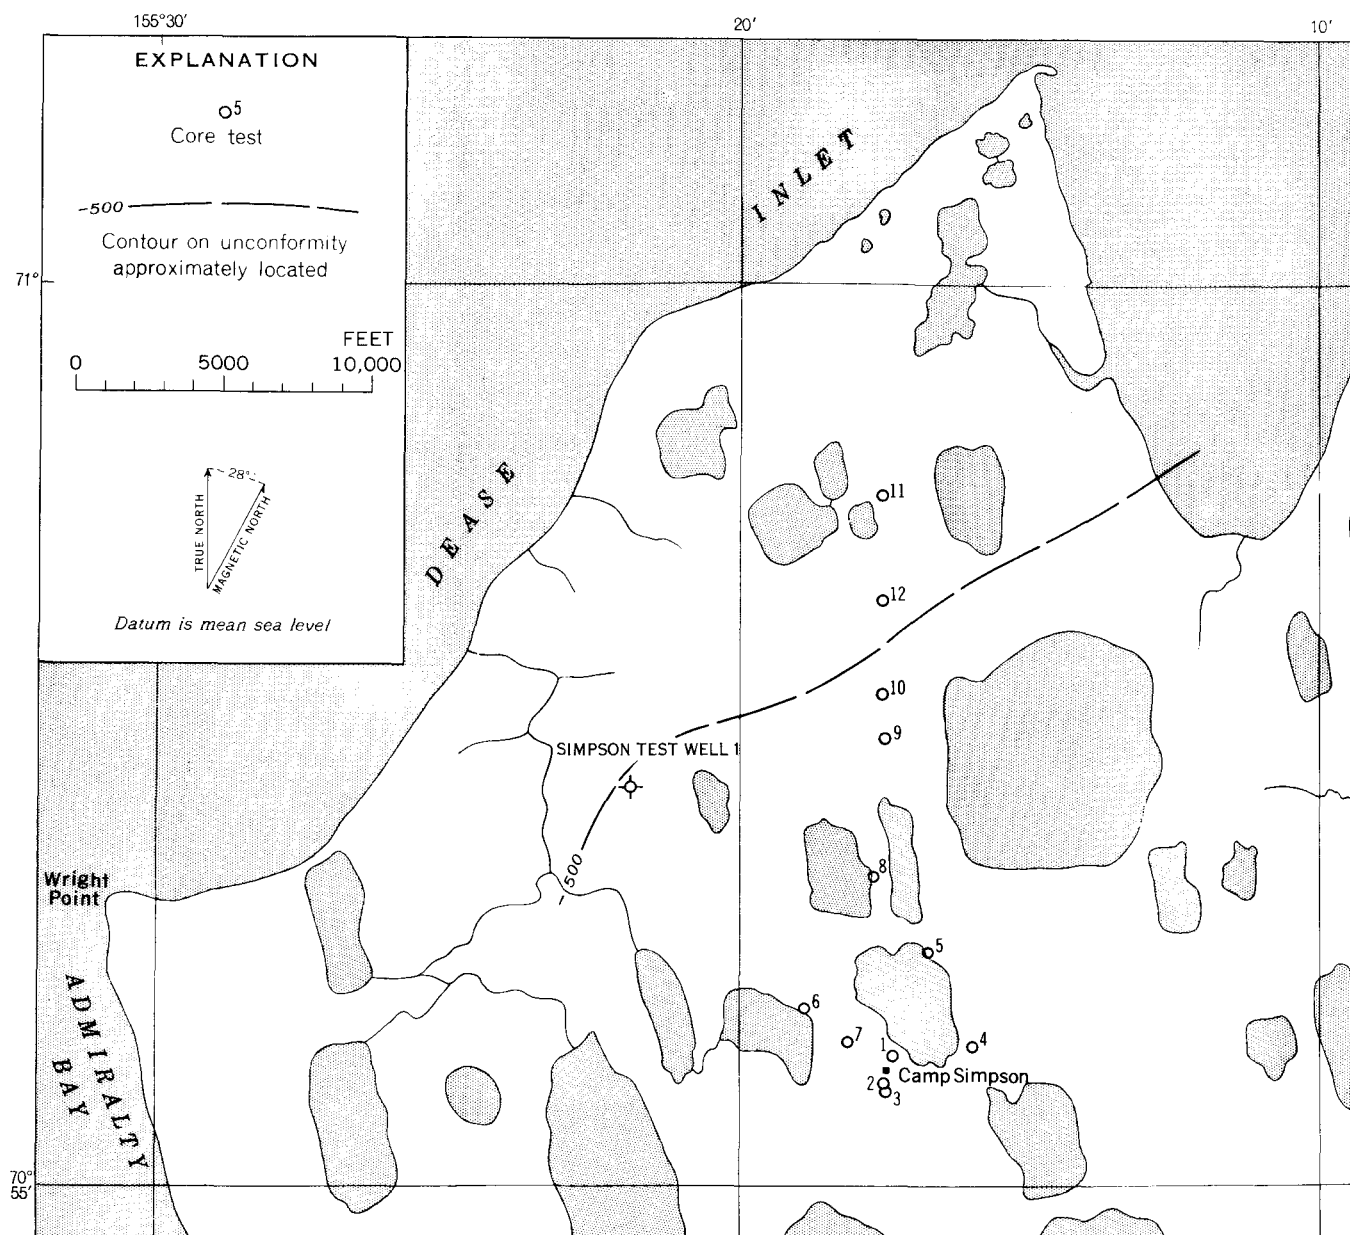 155°30'
20'
10'
EXPLANATION
5
Core test
-500
Contour on unconformity
approximately located
FEET
0 5000 10,000
28°
TRUE NORTH
MAGNETIC NORTH
Datum is mean sea level
71°
INLET
DEASE
11
12
10
9
SIMPSON TEST WELL 1
8
-500
Wright
Point
5
6
7
1
4
Camp Simpson
2
3
ADMIRALTY
BAY
70°
55'